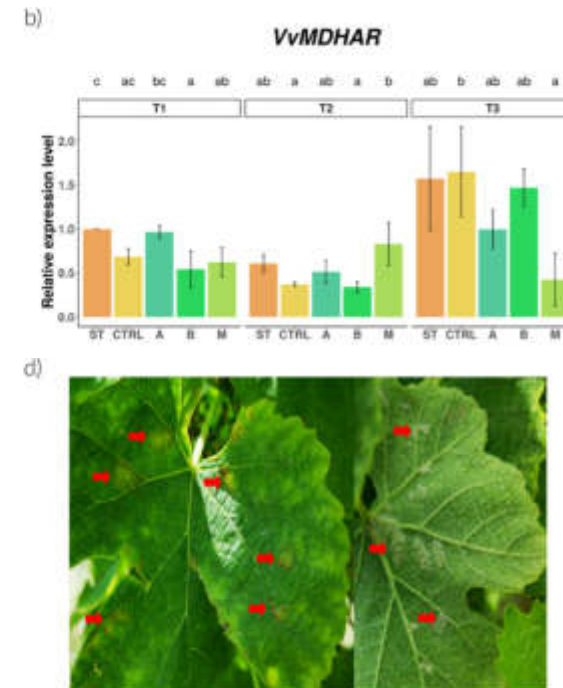 b)
VvMDHAR
c ac bc a ab ab a ab a b ab b ab ab a
T1 T2 T3
Relative expression level
2.0
1.5
1.0
0.5
0.0
ST CTRL A B M ST CTRL A B M ST CTRL A B M
d)